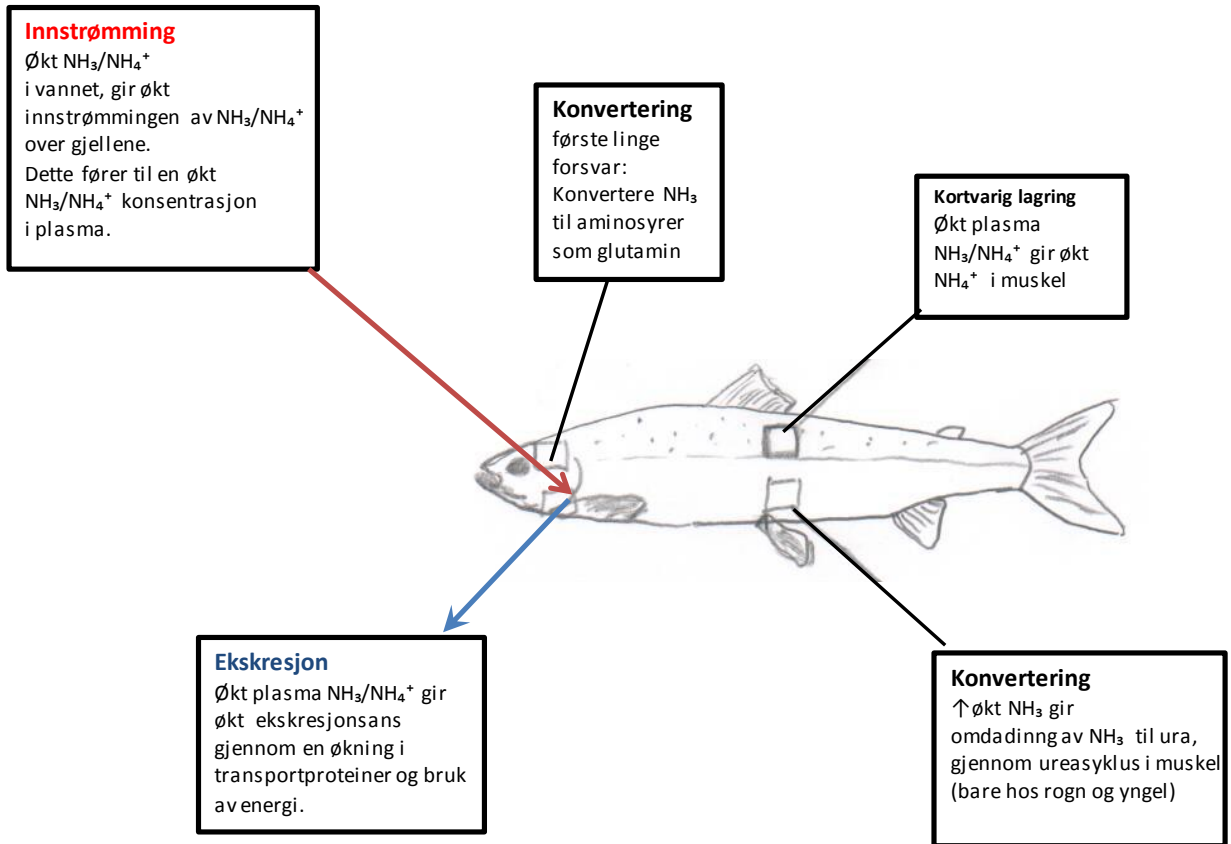 Innstrømming
Økt NH₃/NH₄⁺
i vannet, gir økt
innstrømmingen av NH₃/NH₄⁺
over gjellene.
Dette fører til en økt
NH₃/NH₄⁺ konsentrasjon
i plasma.
Konvertering
første linge
forsvar:
Konvertere NH₃
til aminosyrer
som glutamin
Kortvarig lagring
Økt plasma
NH₃/NH₄⁺ gir økt
NH₄⁺ i muskel
Ekskresjon
Økt plasma NH₃/NH₄⁺ gir
økt ekskresjonsans
gjennom en økning i
transportproteiner og bruk
av energi.
Konvertering
↑økt NH₃ gir
omdadinng av NH₃ til ura,
gjennom ureasyklus i muskel
(bare hos rogn og yngel)